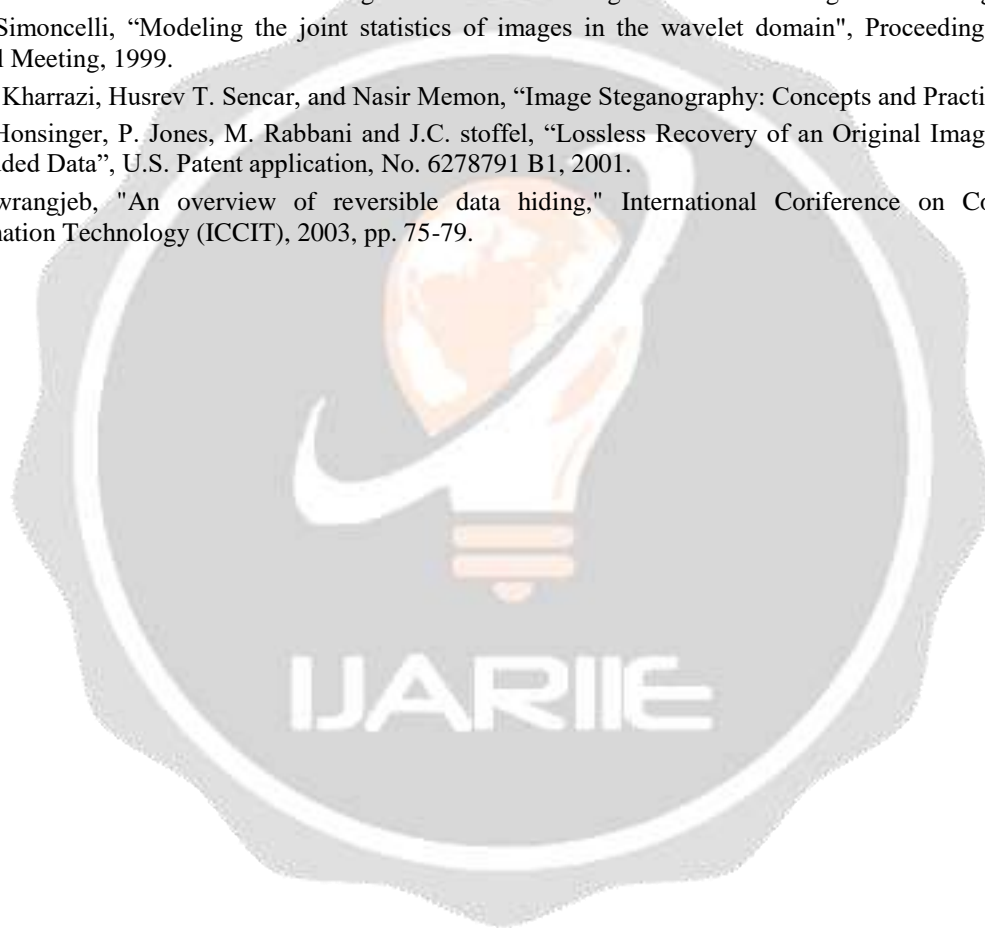 Simoncelli, “Modeling the joint statistics of images in the wavelet domain", Proceeding
l Meeting, 1999.
Kharrazi, Husrev T. Sencar, and Nasir Memon, “Image Steganography: Concepts and Practi
Honsinger, P. Jones, M. Rabbani and J.C. stoffel, “Lossless Recovery of an Original Imag
ded Data”, U.S. Patent application, No. 6278791 B1, 2001.
wrangjeb, "An overview of reversible data hiding," International Coriference on Co
nation Technology (ICCIT), 2003, pp. 75-79.
IJARIIE